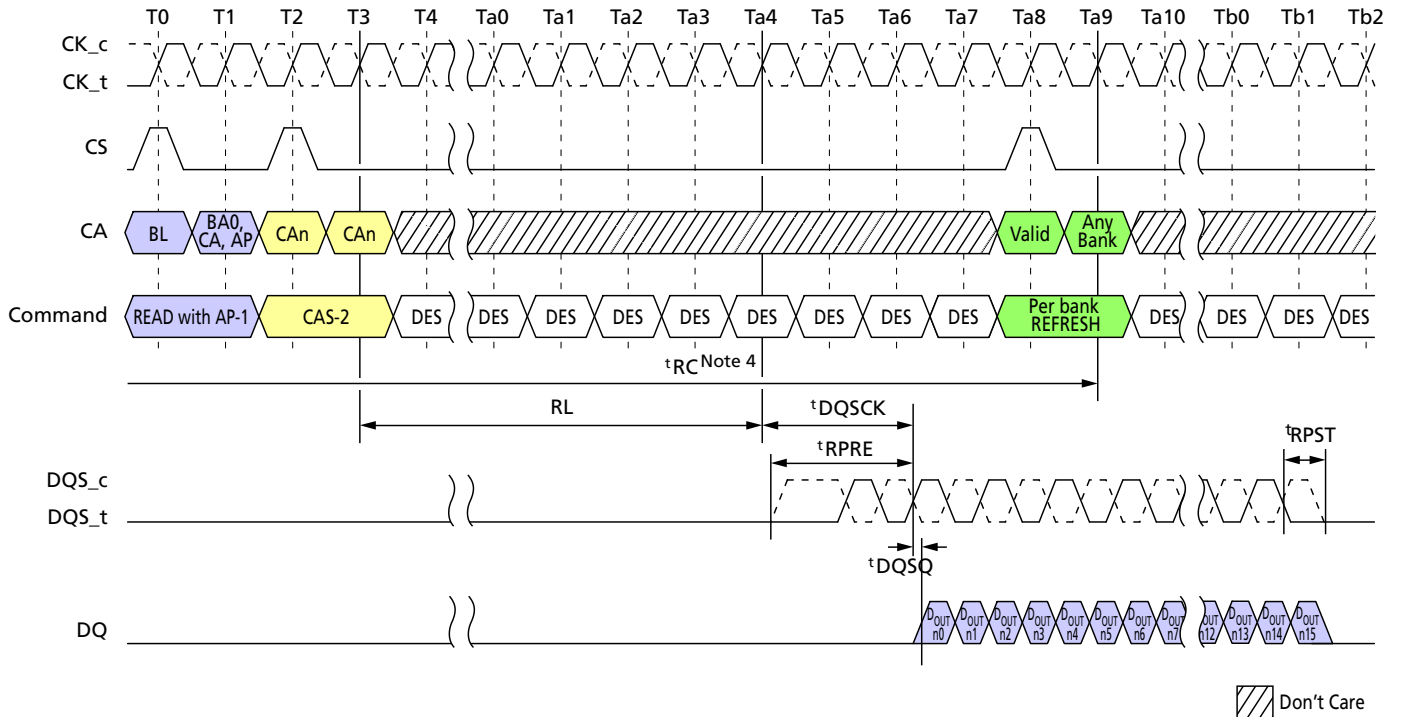 T0 T1 T2 T3 T4 Ta0 Ta1 Ta2 Ta3 Ta4 Ta5 Ta6 Ta7 Ta8 Ta9 Ta10 Tb0 Tb1 Tb2
CK_c
CK_t
CS
CA BL BA0, CA, AP CAn CAn Valid Any Bank
Command READ with AP-1 CAS-2 DES DES DES DES DES DES DES DES DES Per bank REFRESH DES DES DES DES
tRC Note 4
RL tDQSCK
tRPRE tRPST
DQS_c
DQS_t
tDQSQ
DQ DOUT n0 DOUT n1 DOUT n2 DOUT n3 DOUT n4 DOUT n5 DOUT n6 DOUT n7 OUT n12 DOUT n13 DOUT n14 DOUT n15
Don't Care